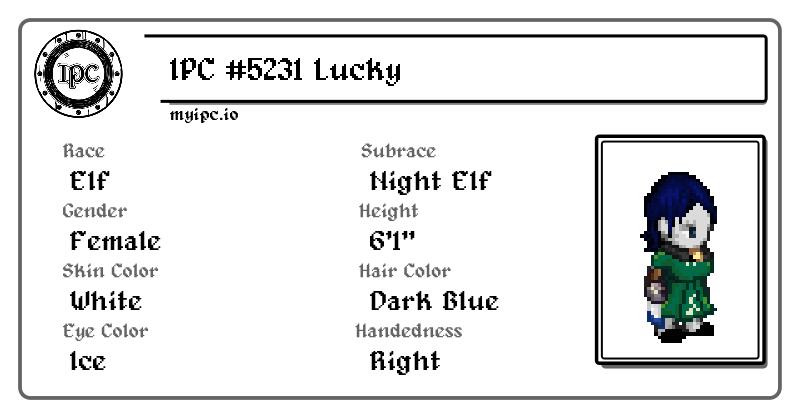 IPC
IPC #5231 Lucky
myipc.io
Race
Elf
Subrace
Night Elf
Gender
Female
Height
6'1"
Skin Color
White
Hair Color
Dark Blue
Eye Color
Ice
Handedness
Right